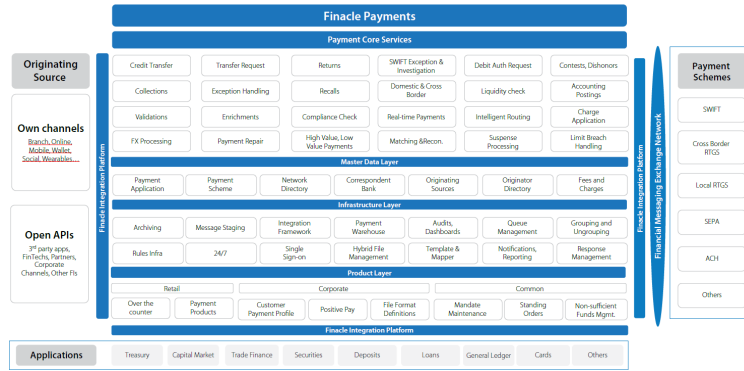 Finacle Payments
Payment Core Services
Originating
Source
Own channels
Branch, Online,
Mobile, Wallet,
Social, Wearables....
Open APIs
3rd party apps,
FinTechs, Partners,
Corporate
Channels, Other FIs
Finacle Integration Platform
Credit Transfer
Transfer Request
Returns
SWIFT Exception &
Investigation
Debit Auth Request
Contests, Dishonors
Collections
Exception Handling
Recalls
Domestic & Cross
Border
Liquidity check
Accounting
Postings
Validations
Enrichments
Compliance Check
Real-time Payments
Intelligent Routing
Charge
Application
FX Processing
Payment Repair
High Value, Low
Value Payments
Matching &Recon.
Suspense
Processing
Limit Breach
Handling
Master Data Layer
Payment
Application
Payment
Scheme
Network
Directory
Correspondent
Bank
Originating
Sources
Originator
Directory
Fees and
Charges
Infrastructure Layer
Archiving
Message Staging
Integration
Framework
Payment
Warehouse
Audits,
Dashboards
Queue
Management
Grouping and
Ungrouping
Rules Infra
24/7
Single
Sign-on
Hybrid File
Management
Template &
Mapper
Notifications,
Reporting
Response
Management
Product Layer
Retail
Corporate
Common
Over the
counter
Payment
Products
Customer
Payment Profile
Positive Pay
File Format
Definitions
Mandate
Maintenance
Standing
Orders
Non-sufficient
Funds Mgmt.
Finacle Integration Platform
Finacle Integration Platform
Financial Messaging Exchange Network
Payment
Schemes
SWIFT
Cross Border
RTGS
Local RTGS
SEPA
ACH
Others
Applications
Treasury
Capital Market
Trade Finance
Securities
Deposits
Loans
General Ledger
Cards
Others